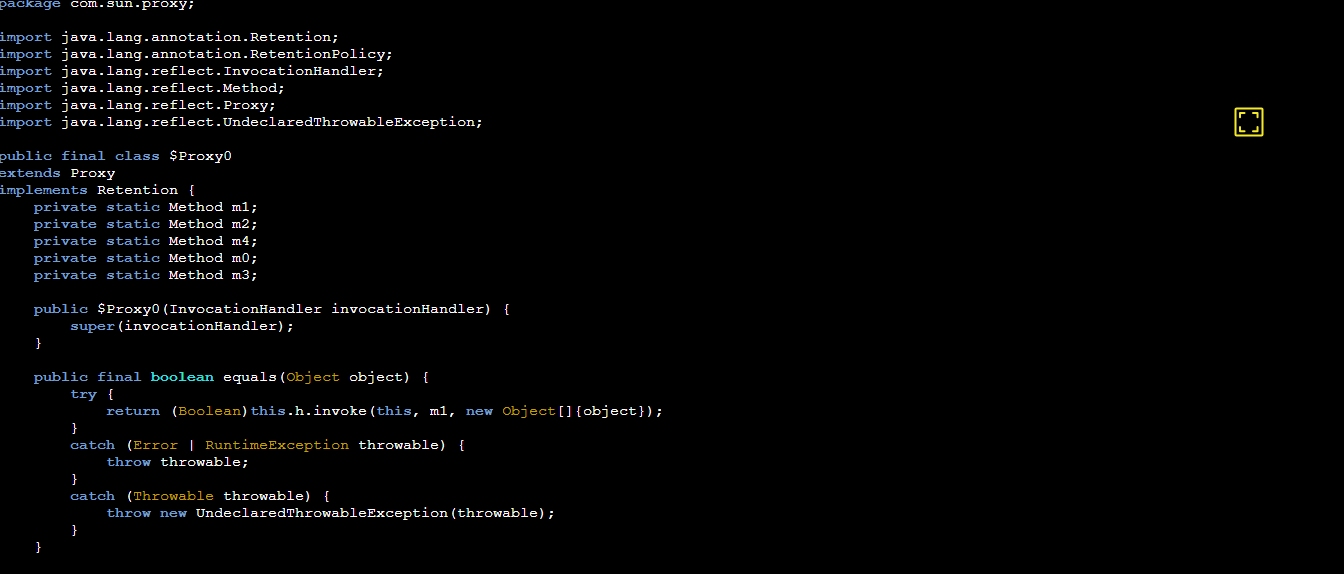 package com.sun.proxy;
import java.lang.annotation.Retention;
import java.lang.annotation.RetentionPolicy;
import java.lang.reflect.InvocationHandler;
import java.lang.reflect.Method;
import java.lang.reflect.Proxy;
import java.lang.reflect.UndeclaredThrowableException;
public final class $Proxy0
extends Proxy
implements Retention {
    private static Method m1;
    private static Method m2;
    private static Method m4;
    private static Method m0;
    private static Method m3;
    public $Proxy0(InvocationHandler invocationHandler) {
        super(invocationHandler);
    }
    public final boolean equals(Object object) {
        try {
            return (Boolean)this.h.invoke(this, m1, new Object[]{object});
        }
        catch (Error | RuntimeException throwable) {
            throw throwable;
        }
        catch (Throwable throwable) {
            throw new UndeclaredThrowableException(throwable);
        }
    }